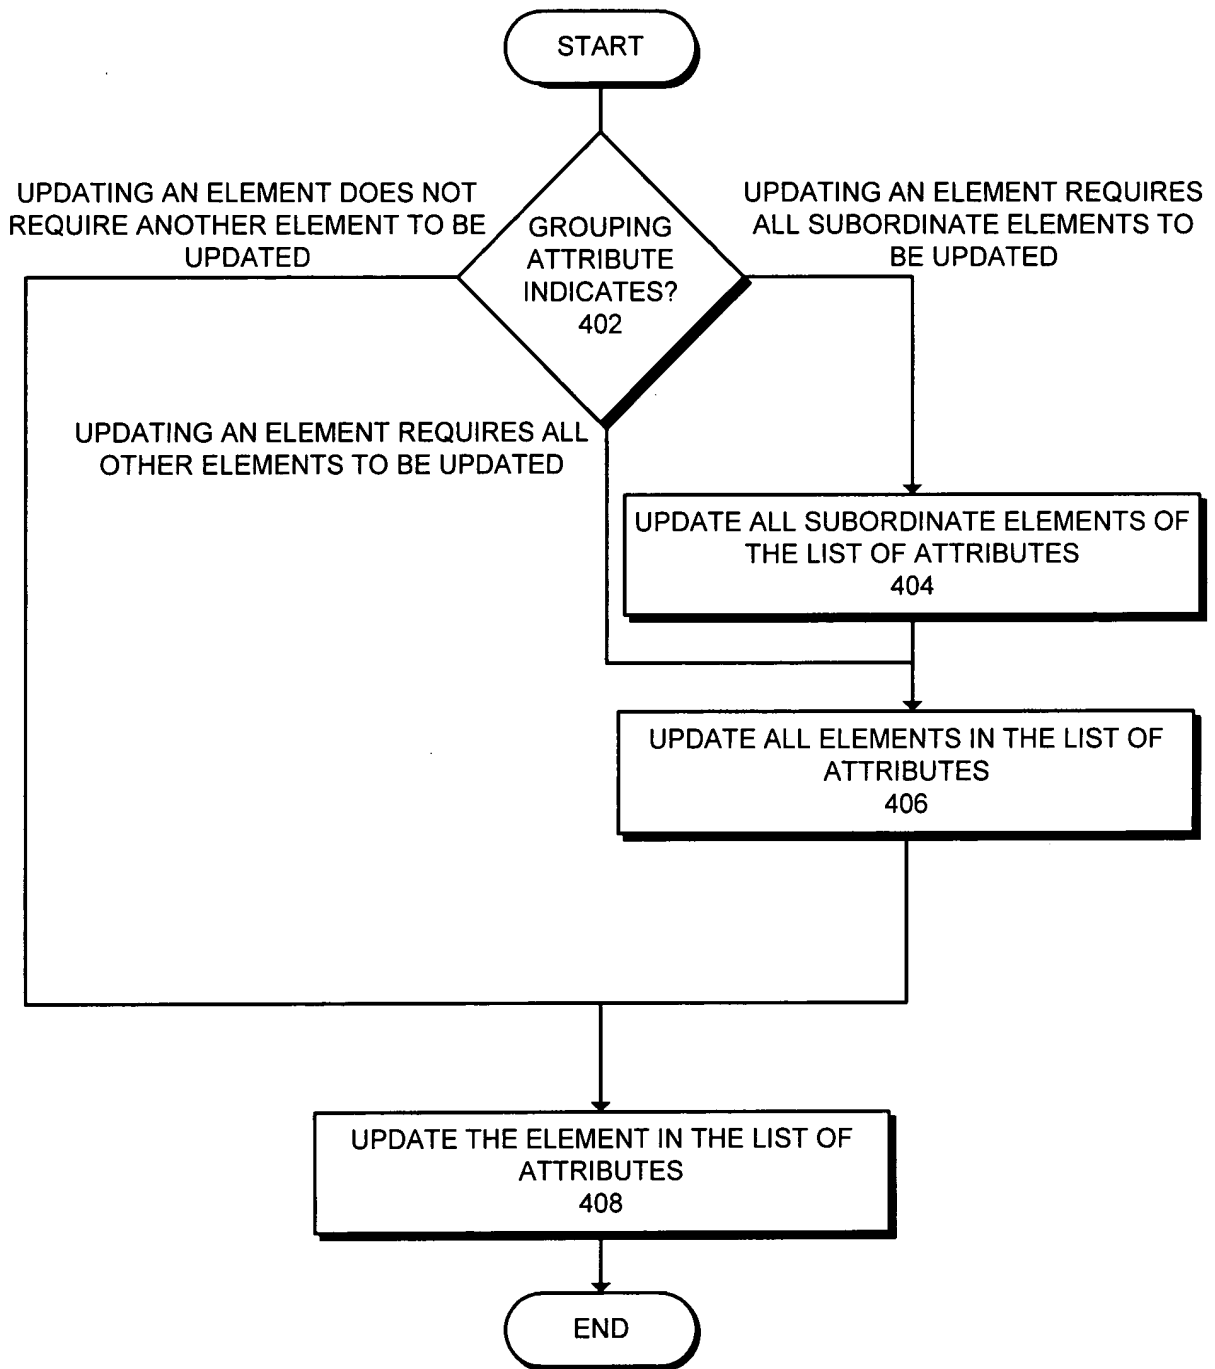 START
UPDATING AN ELEMENT DOES NOT
REQUIRE ANOTHER ELEMENT TO BE
UPDATED
GROUPING
ATTRIBUTE
INDICATES?
402
UPDATING AN ELEMENT REQUIRES
ALL SUBORDINATE ELEMENTS TO
BE UPDATED
UPDATING AN ELEMENT REQUIRES ALL
OTHER ELEMENTS TO BE UPDATED
UPDATE ALL SUBORDINATE ELEMENTS OF
THE LIST OF ATTRIBUTES
404
UPDATE ALL ELEMENTS IN THE LIST OF
ATTRIBUTES
406
UPDATE THE ELEMENT IN THE LIST OF
ATTRIBUTES
408
END